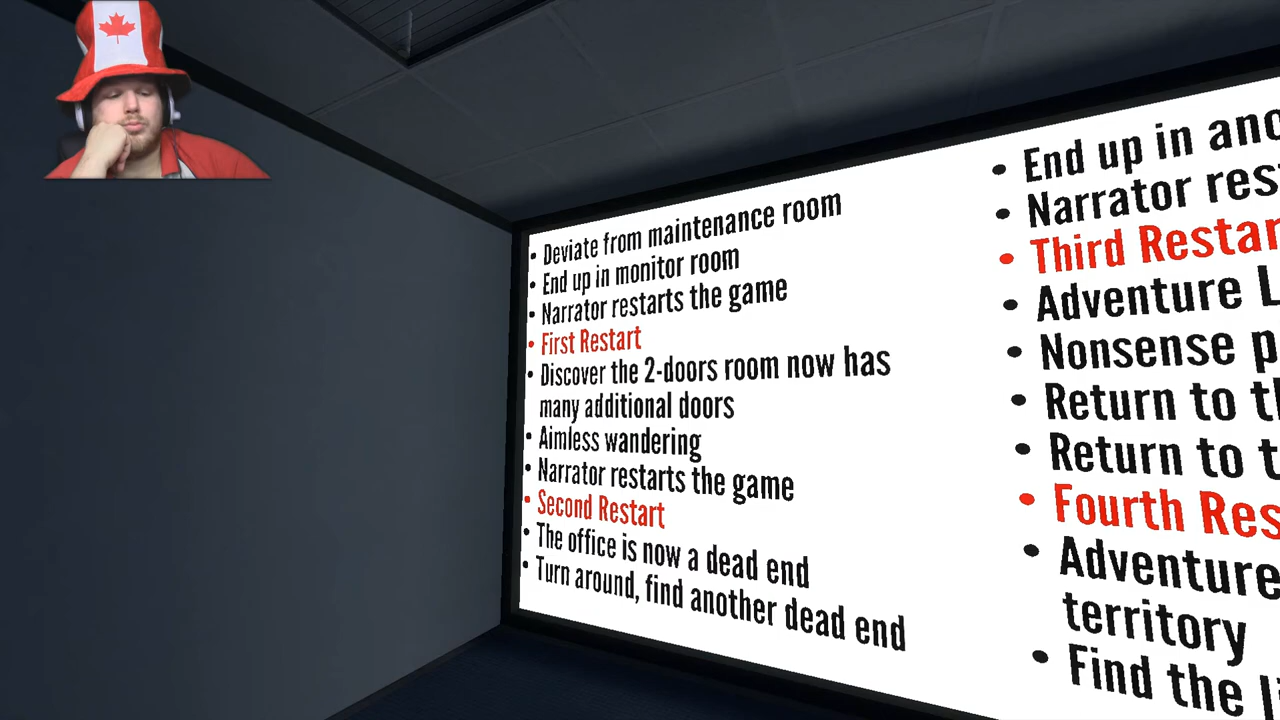 • Deviate from maintenance room
• End up in monitor room
• Narrator restarts the game
• First Restart
• Discover the 2-doors room now has
many additional doors
• Aimless wandering
• Narrator restarts the game
• Second Restart
• The office is now a dead end
• Turn around, find another dead end
• End up in
• Narrator
• Third
• Adventure
• Nonsense
• Return to
• Return to
• Fourth
• Adventure
territory
• Find the